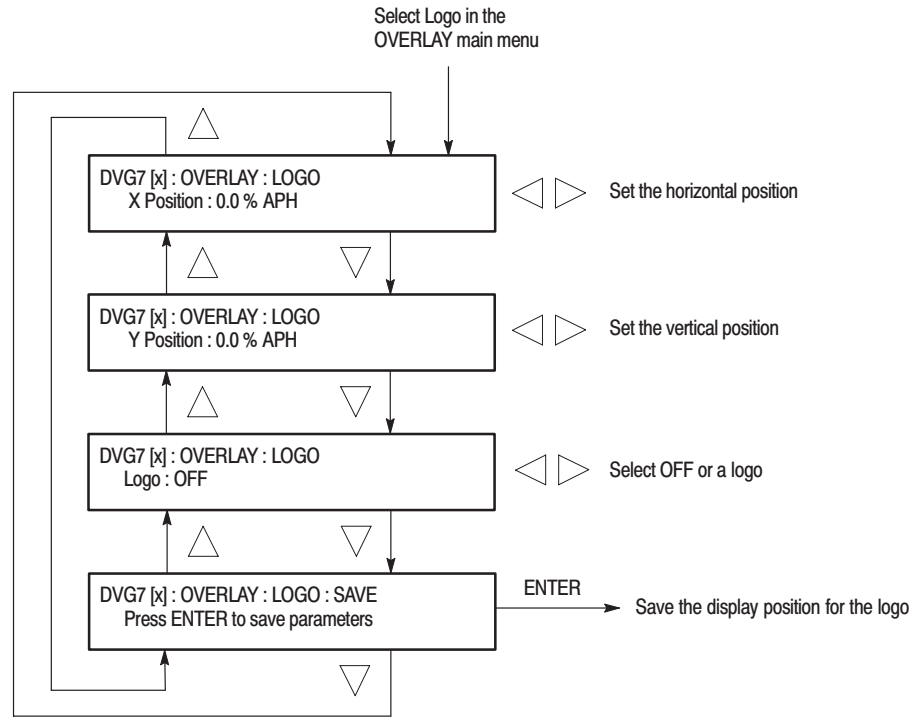 Select Logo in the
OVERLAY main menu
DVG7 [x] : OVERLAY : LOGO
X Position : 0.0 % APH
Set the horizontal position
DVG7 [x] : OVERLAY : LOGO
Y Position : 0.0 % APH
Set the vertical position
DVG7 [x] : OVERLAY : LOGO
Logo : OFF
Select OFF or a logo
DVG7 [x] : OVERLAY : LOGO : SAVE
Press ENTER to save parameters
ENTER
Save the display position for the logo